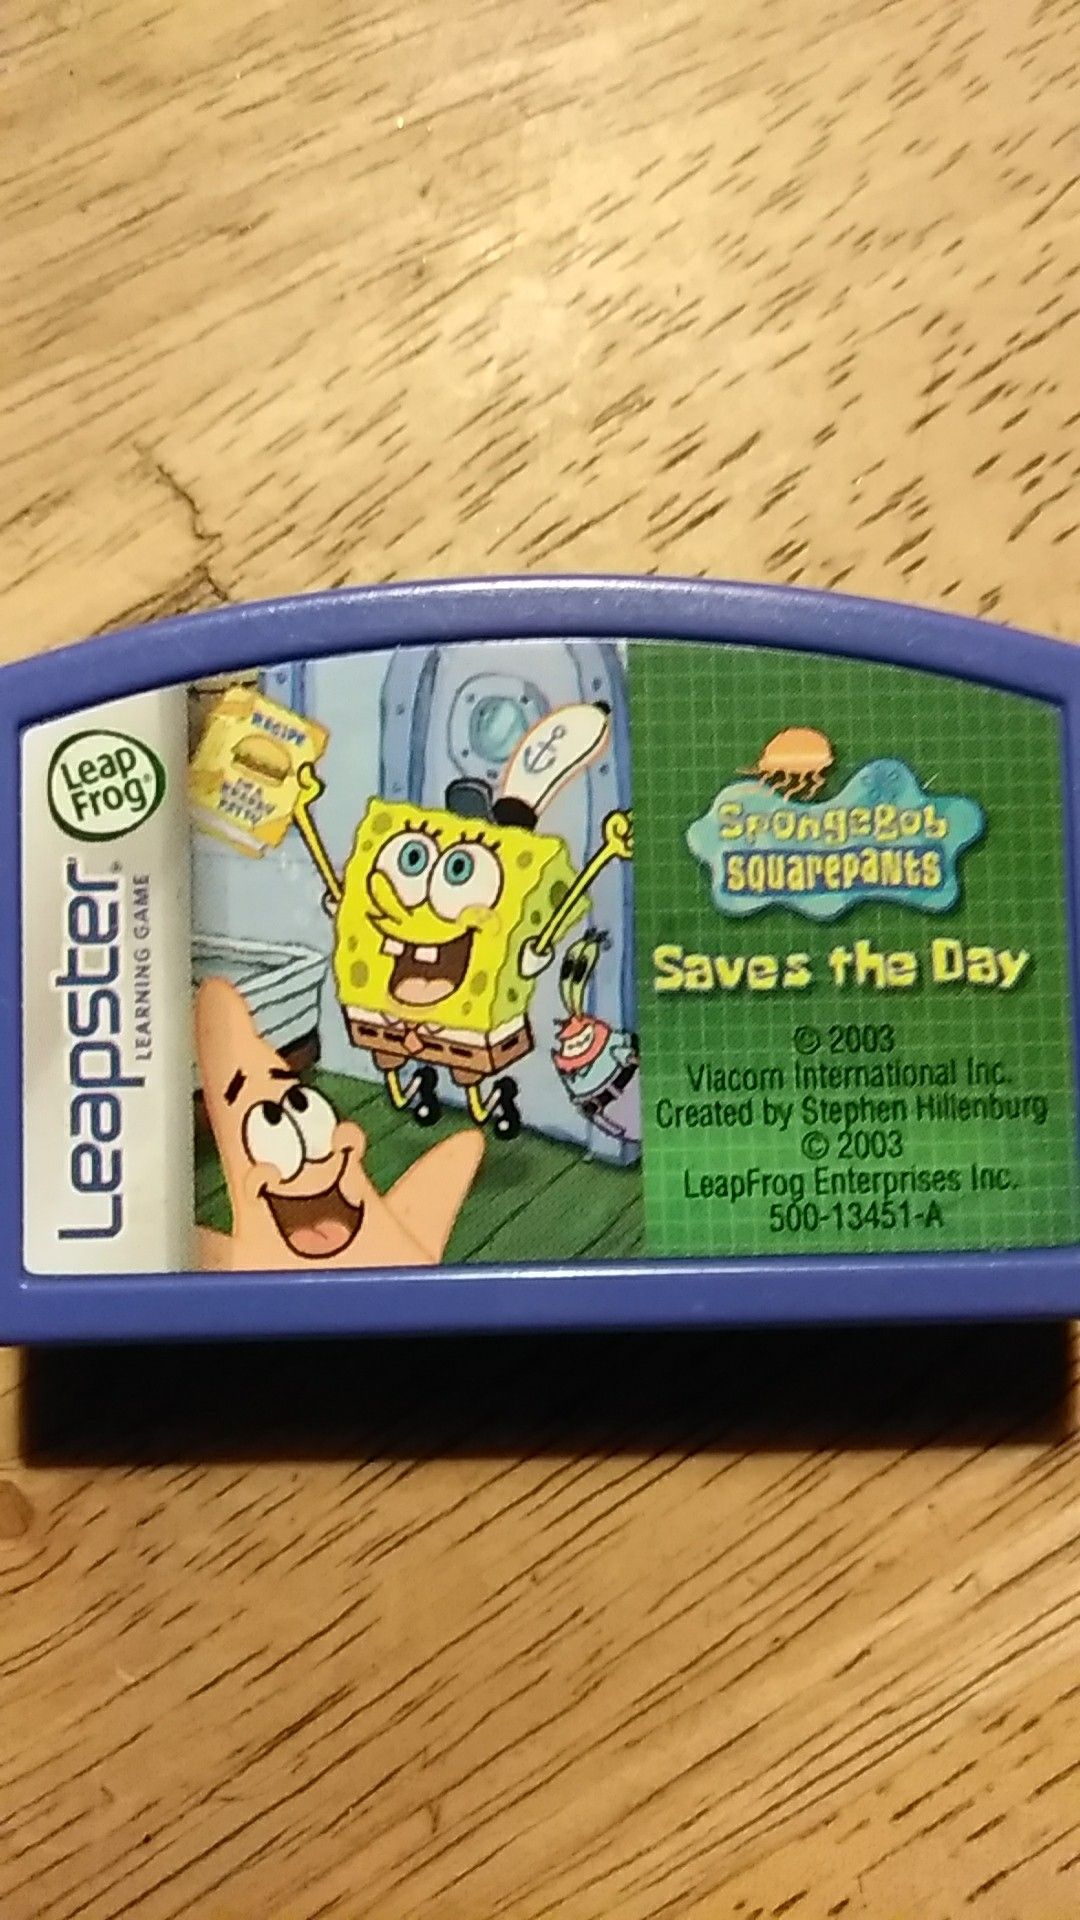 Leap
Frog®
Leapster®
LEARNING GAME
RECIPE
SpongeBob
SQUAREPANTS
Saves the Day
© 2003
Viacom International Inc.
Created by Stephen Hillenburg
© 2003
LeapFrog Enterprises Inc.
500-13451-A